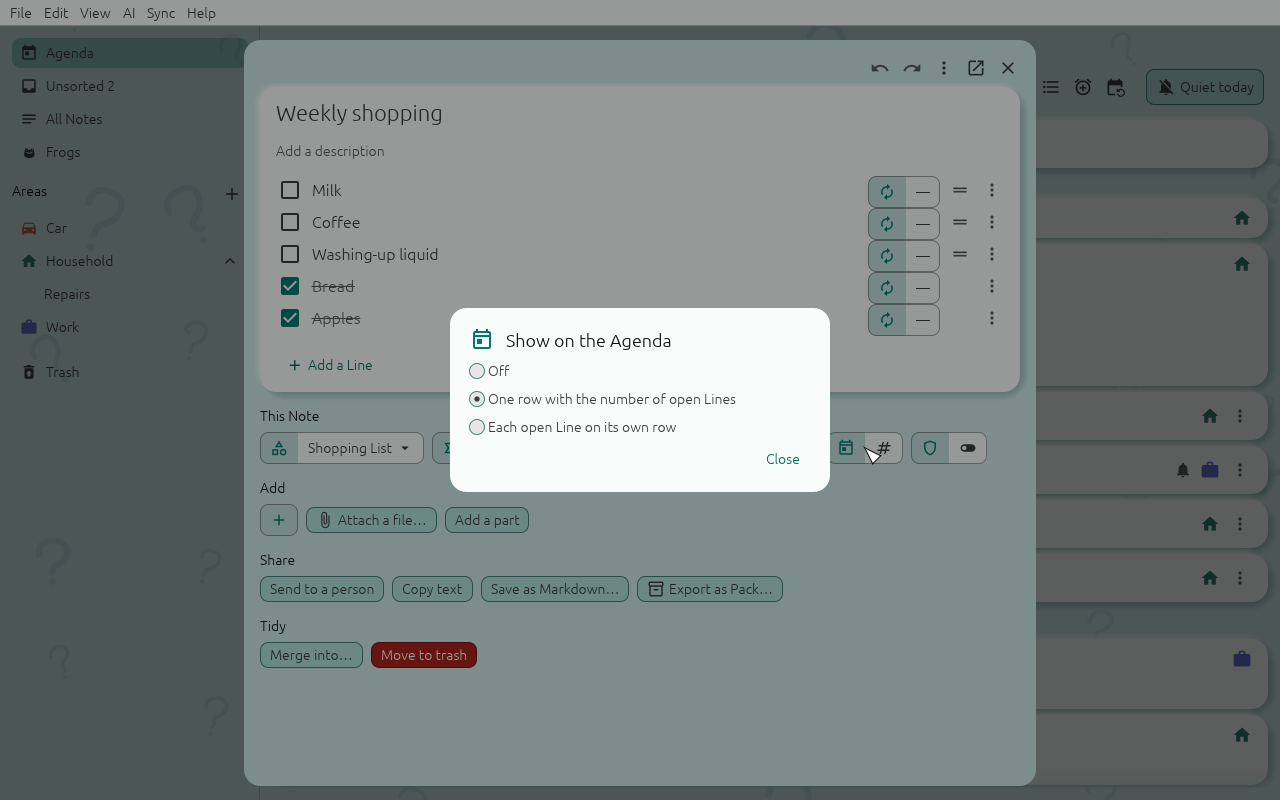 File Edit View AI Sync Help
Agenda
Unsorted 2
All Notes
Frogs
Areas
Car
Household
Repairs
Work
Trash
Quiet today
Weekly shopping
Add a description
Milk
Coffee
Washing-up liquid
Bread
Apples
Add a Line
This Note
Shopping List
Add
Attach a file...
Add a part
Share
Send to a person
Copy text
Save as Markdown...
Export as Pack...
Tidy
Merge into...
Move to trash
Show on the Agenda
Off
One row with the number of open Lines
Each open Line on its own row
Close